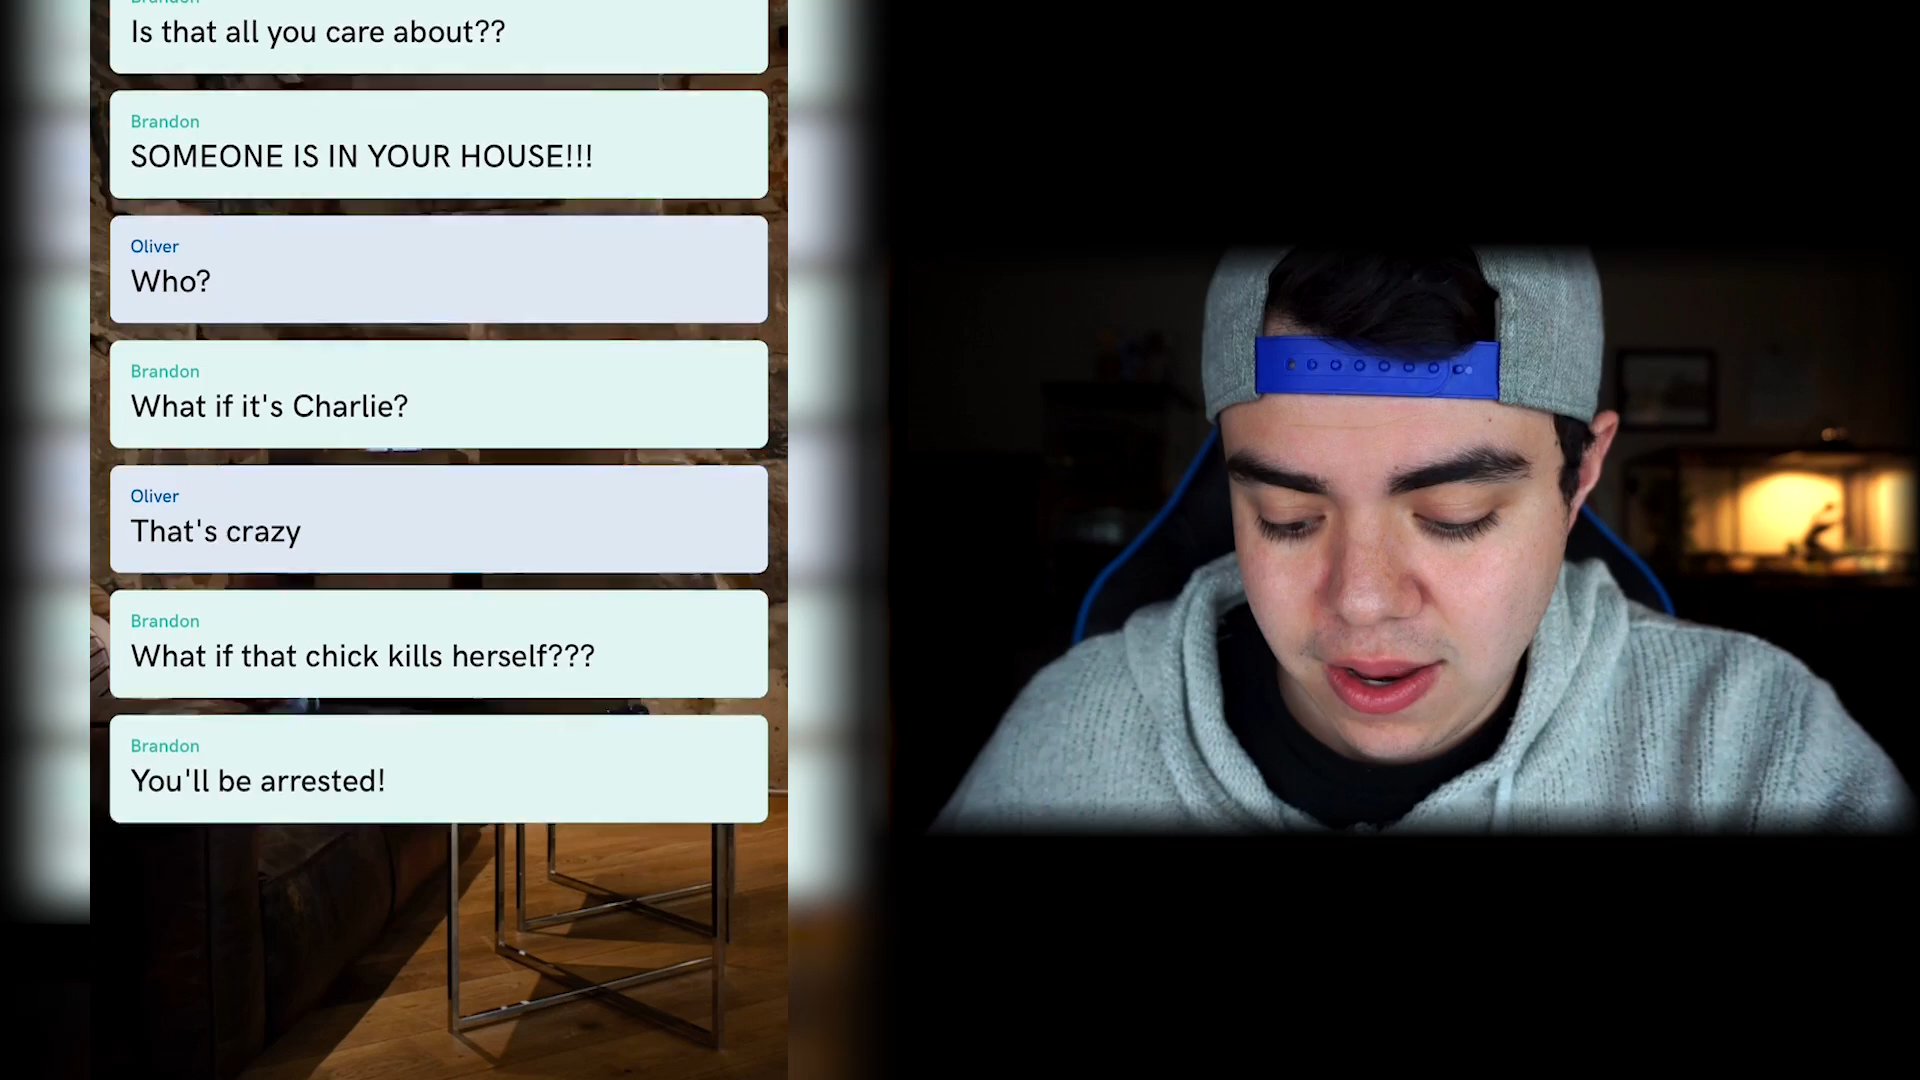 Brandon
Is that all you care about??
Brandon
SOMEONE IS IN YOUR HOUSE!!!
Oliver
Who?
Brandon
What if it's Charlie?
Oliver
That's crazy
Brandon
What if that chick kills herself???
Brandon
You'll be arrested!